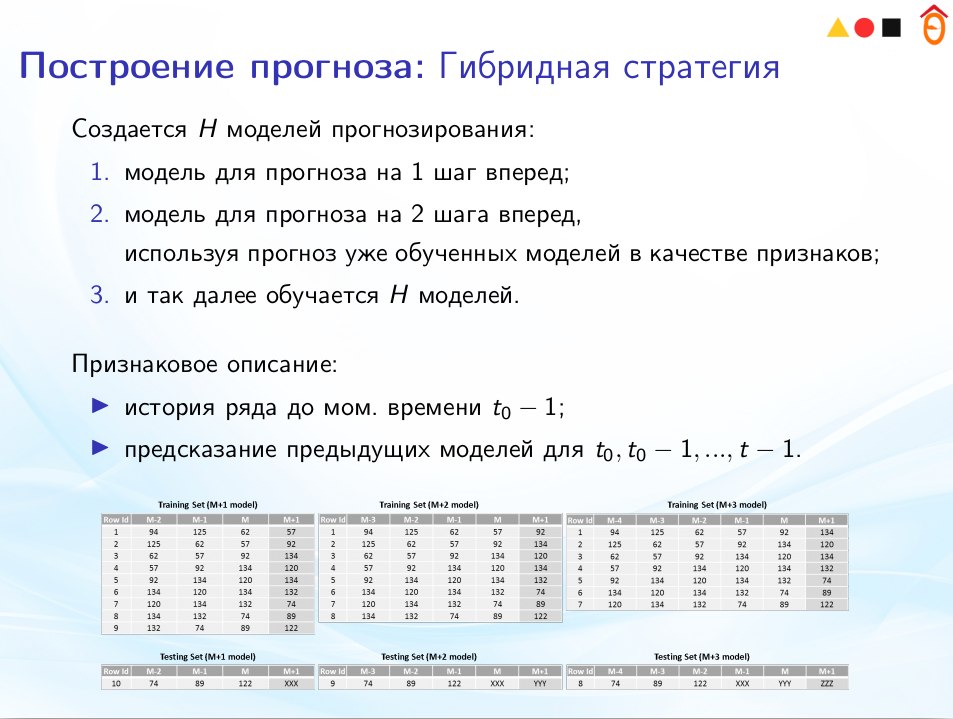 Построение прогноза: Гибридная стратегия
Создается H моделей прогнозирования:
1. модель для прогноза на 1 шаг вперед;
2. модель для прогноза на 2 шага вперед,
используя прогноз уже обученных моделей в качестве признаков;
3. и так далее обучается H моделей.
Признаковое описание:
▶ история ряда до мом. времени t₀ − 1;
▶ предсказание предыдущих моделей для t₀, t₀ − 1, ..., t − 1.
Training Set (M+1 model)
Row Id M-2 M-1 M M+1
1 94 125 62 57
2 125 62 57 92
3 62 57 92 134
4 57 92 134 120
5 92 134 120 134
6 134 120 134 132
7 120 134 132 74
8 134 132 74 89
9 132 74 89 122
Training Set (M+2 model)
Row Id M-3 M-2 M-1 M M+1
1 94 125 62 57 92
2 125 62 57 92 134
3 62 57 92 134 120
4 57 92 134 120 134
5 92 134 120 134 132
6 134 120 134 132 74
7 120 134 132 74 89
8 134 132 74 89 122
Training Set (M+3 model)
Row Id M-4 M-3 M-2 M-1 M M+1
1 94 125 62 57 92 134
2 125 62 57 92 134 120
3 62 57 92 134 120 134
4 57 92 134 120 134 132
5 92 134 120 134 132 74
6 134 120 134 132 74 89
7 120 134 132 74 89 122
Testing Set (M+1 model)
Row Id M-2 M-1 M M+1
10 74 89 122 XXX
Testing Set (M+2 model)
Row Id M-3 M-2 M-1 M M+1
9 74 89 122 XXX YYY
Testing Set (M+3 model)
Row Id M-4 M-3 M-2 M-1 M M+1
8 74 89 122 XXX YYY ZZZ